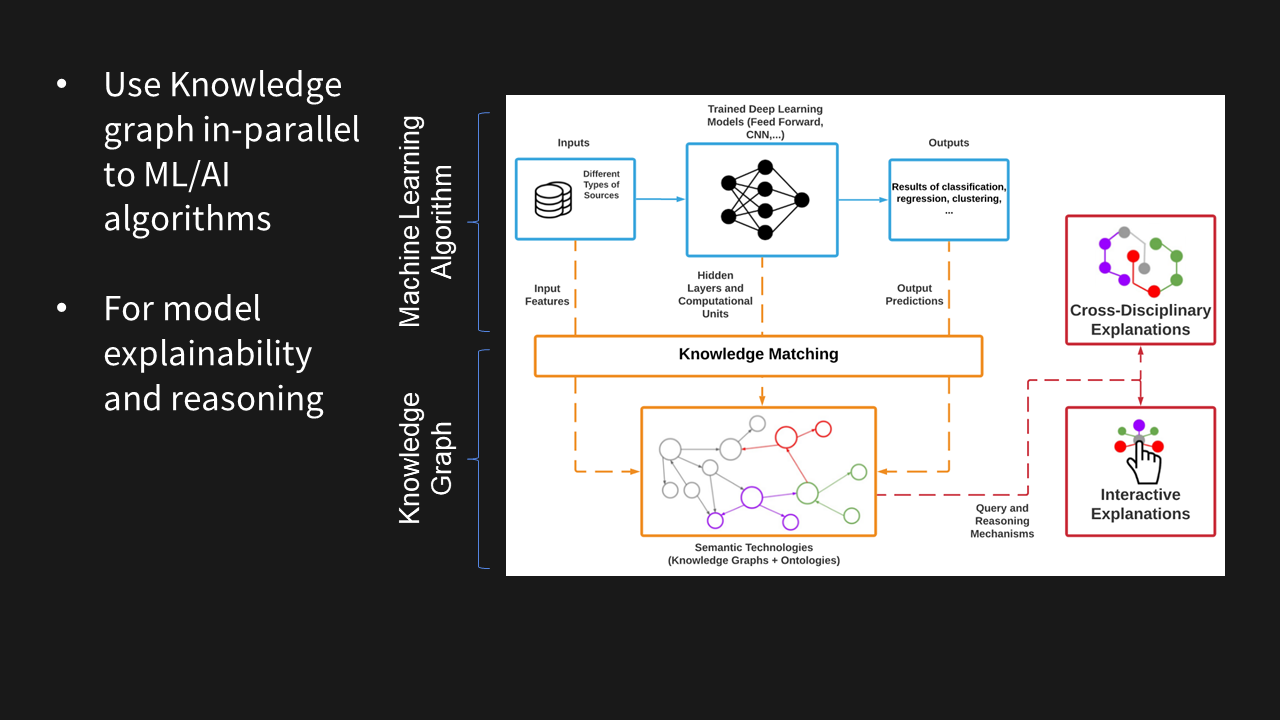 • Use Knowledge
graph in-parallel
to ML/AI
algorithms
• For model
explainability
and reasoning
Machine Learning
Algorithm
Knowledge
Graph
Inputs
Different
Types of
Sources
Trained Deep Learning
Models (Feed Forward,
CNN,...)
Outputs
Results of classification,
regression, clustering,
...
Input
Features
Hidden
Layers and
Computational
Units
Output
Predictions
Knowledge Matching
Semantic Technologies
(Knowledge Graphs + Ontologies)
Query and
Reasoning
Mechanisms
Cross-Disciplinary
Explanations
Interactive
Explanations